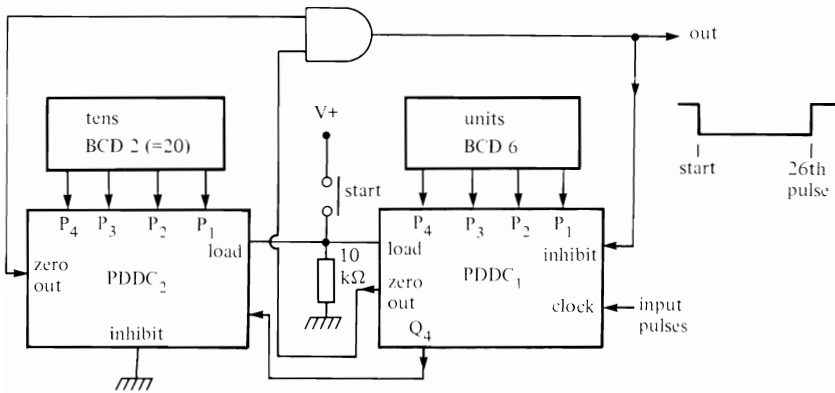 out
tens
BCD 2 (=20)
V+
units
BCD 6
start
start
26th
pulse
P4 P3 P2 P1
load
zero
out
PDDC2
inhibit
10
kΩ
P4 P3 P2 P1
load
inhibit
zero
out
PDDC1
clock
input
pulses
Q4